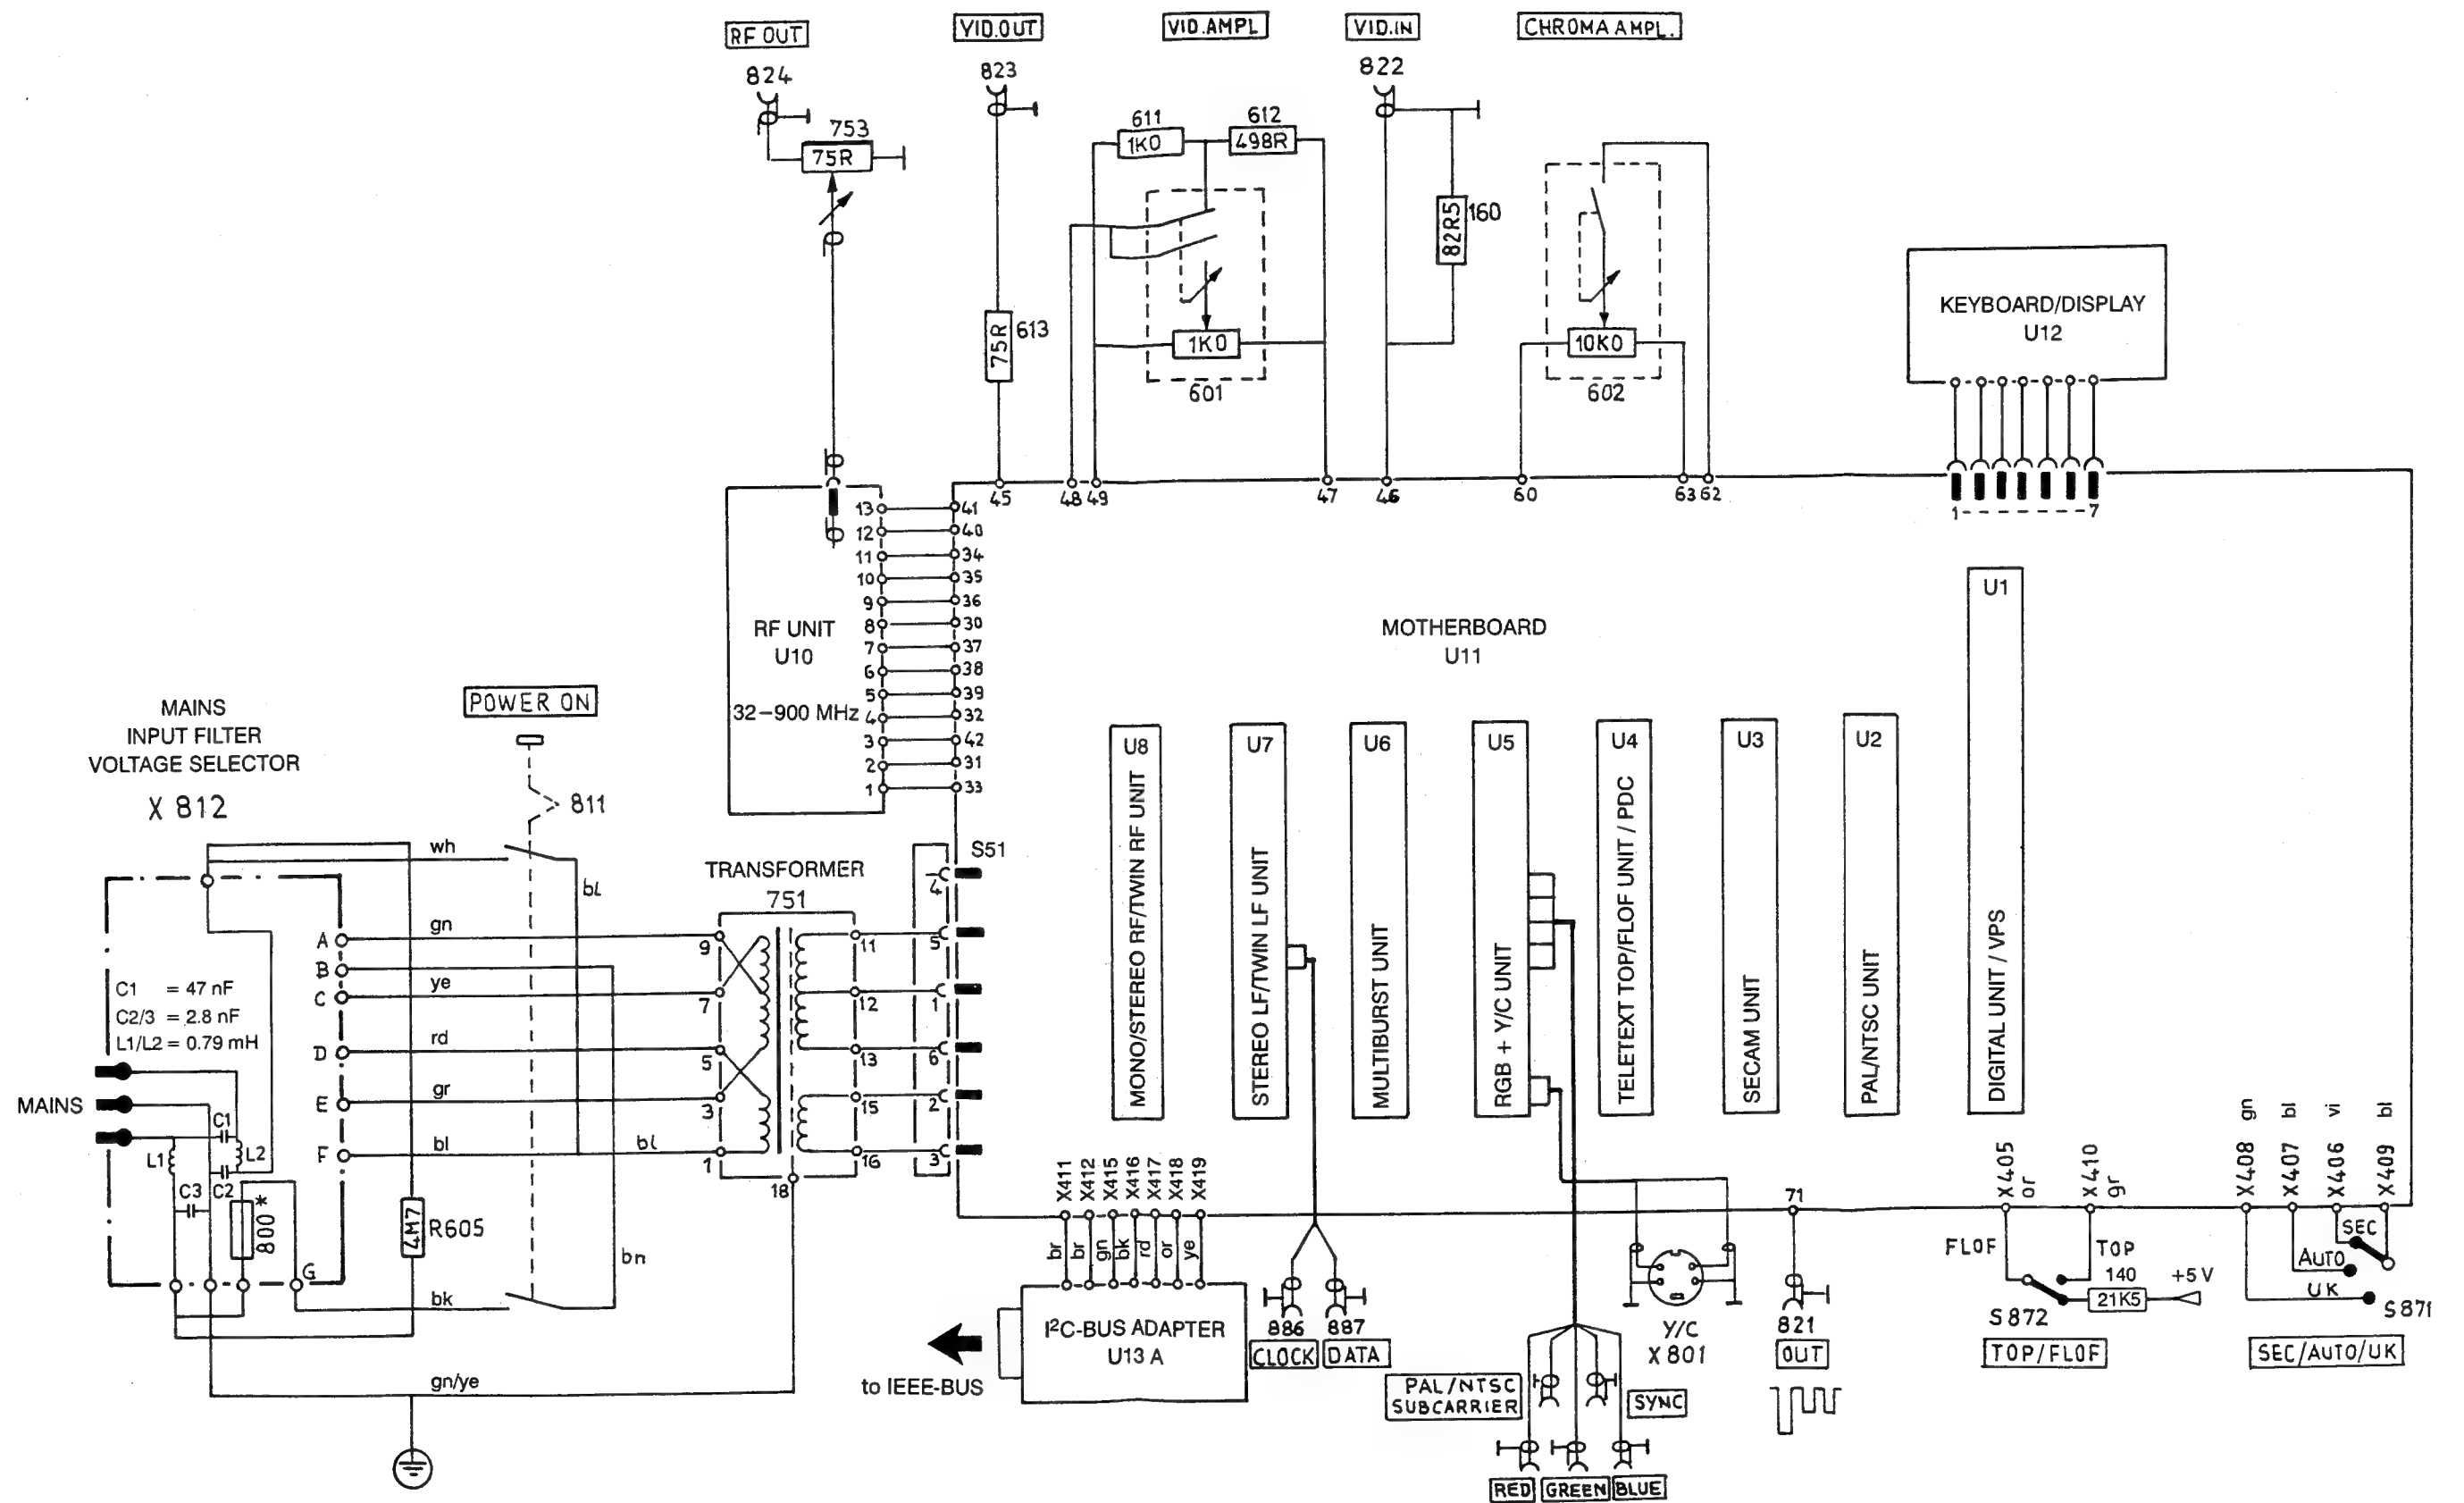 RF OUT
824
753
75R
VID.OUT
823
75R
613
VID.AMPL
611
1K0
612
498R
1K0
601
VID.IN
822
82R5
160
CHROMA AMPL.
10K0
602
KEYBOARD/DISPLAY
U12
1 - - - - - - 7
45
48
49
47
46
60
63
62
RF UNIT
U10
32-900 MHz
13 41
12 40
11 34
10 35
9 36
8 30
7 37
6 38
5 39
4 32
3 42
2 31
1 33
MOTHERBOARD
U11
U8
MONO/STEREO RF/TWIN RF UNIT
U7
STEREO LF/TWIN LF UNIT
U6
MULTIBURST UNIT
U5
RGB + Y/C UNIT
U4
TELETEXT TOP/FLOF UNIT / PDC
U3
SECAM UNIT
U2
PAL/NTSC UNIT
U1
DIGITAL UNIT / VPS
MAINS
INPUT FILTER
VOLTAGE SELECTOR
X 812
POWER ON
811
wh
bl
A
gn
B
C
ye
D
rd
E
gr
F
bl
bl
C1 = 47 nF
C2/3 = 2.8 nF
L1/L2 = 0.79 mH
MAINS
C1
L1
L2
C3
C2
800*
G
4M7
R605
bk
bn
gn/ye
TRANSFORMER
751
9
7
5
3
1
11
12
13
15
16
18
S51
4
5
1
6
2
3
X411
X412
X415
X416
X417
X418
X419
br
br
gn
bk
rd
or
ye
I²C-BUS ADAPTER
U13 A
to IEEE-BUS
886
CLOCK
887
DATA
PAL/NTSC
SUBCARRIER
SYNC
RED
GREEN
BLUE
Y/C
X801
71
821
OUT
X405
or
X410
gr
FLOF
TOP
140
21K5
+5V
S872
TOP/FLOF
X408
gn
X407
bl
X406
vi
X409
bl
SEC
AUTO
UK
S871
SEC/AUTO/UK